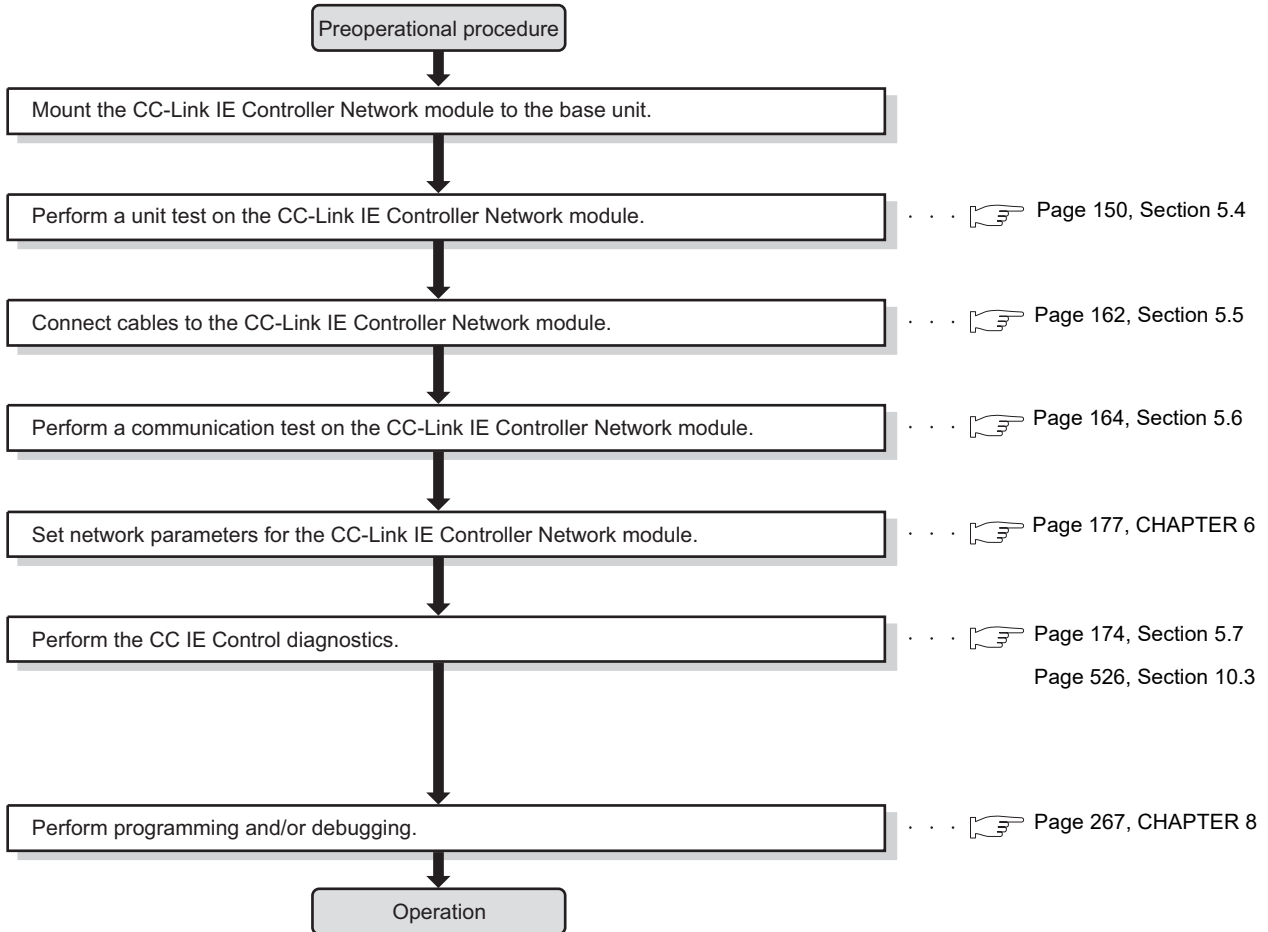 Preoperational procedure
Mount the CC-Link IE Controller Network module to the base unit.
Perform a unit test on the CC-Link IE Controller Network module.
. . . Page 150, Section 5.4
Connect cables to the CC-Link IE Controller Network module.
. . . Page 162, Section 5.5
Perform a communication test on the CC-Link IE Controller Network module.
. . . Page 164, Section 5.6
Set network parameters for the CC-Link IE Controller Network module.
. . . Page 177, CHAPTER 6
Perform the CC IE Control diagnostics.
. . . Page 174, Section 5.7
Page 526, Section 10.3
Perform programming and/or debugging.
. . . Page 267, CHAPTER 8
Operation